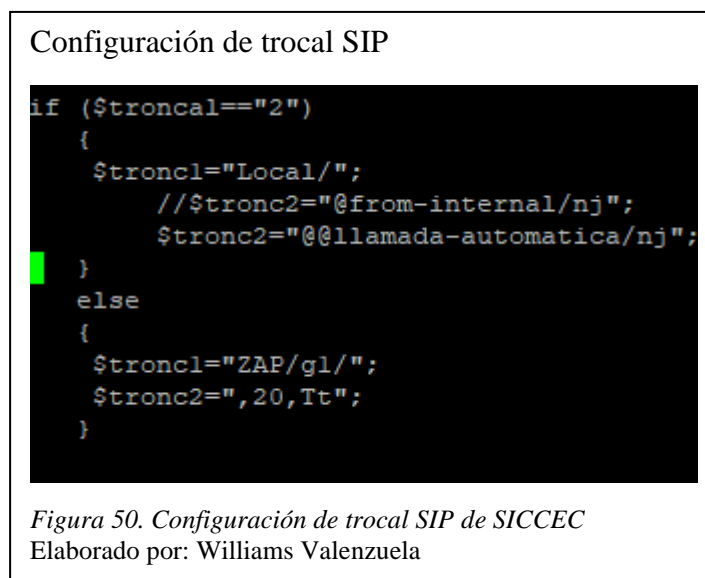 Configuración de trocal SIP
if ($troncal=="2")
{
$tronc1="Local/";
//$tronc2="@from-internal/nj";
$tronc2="@@llamada-automatica/nj";
}
else
{
$tronc1="ZAP/g1/";
$tronc2=",20,Tt";
}
Figura 50. Configuración de trocal SIP de SICCEC
Elaborado por: Williams Valenzuela